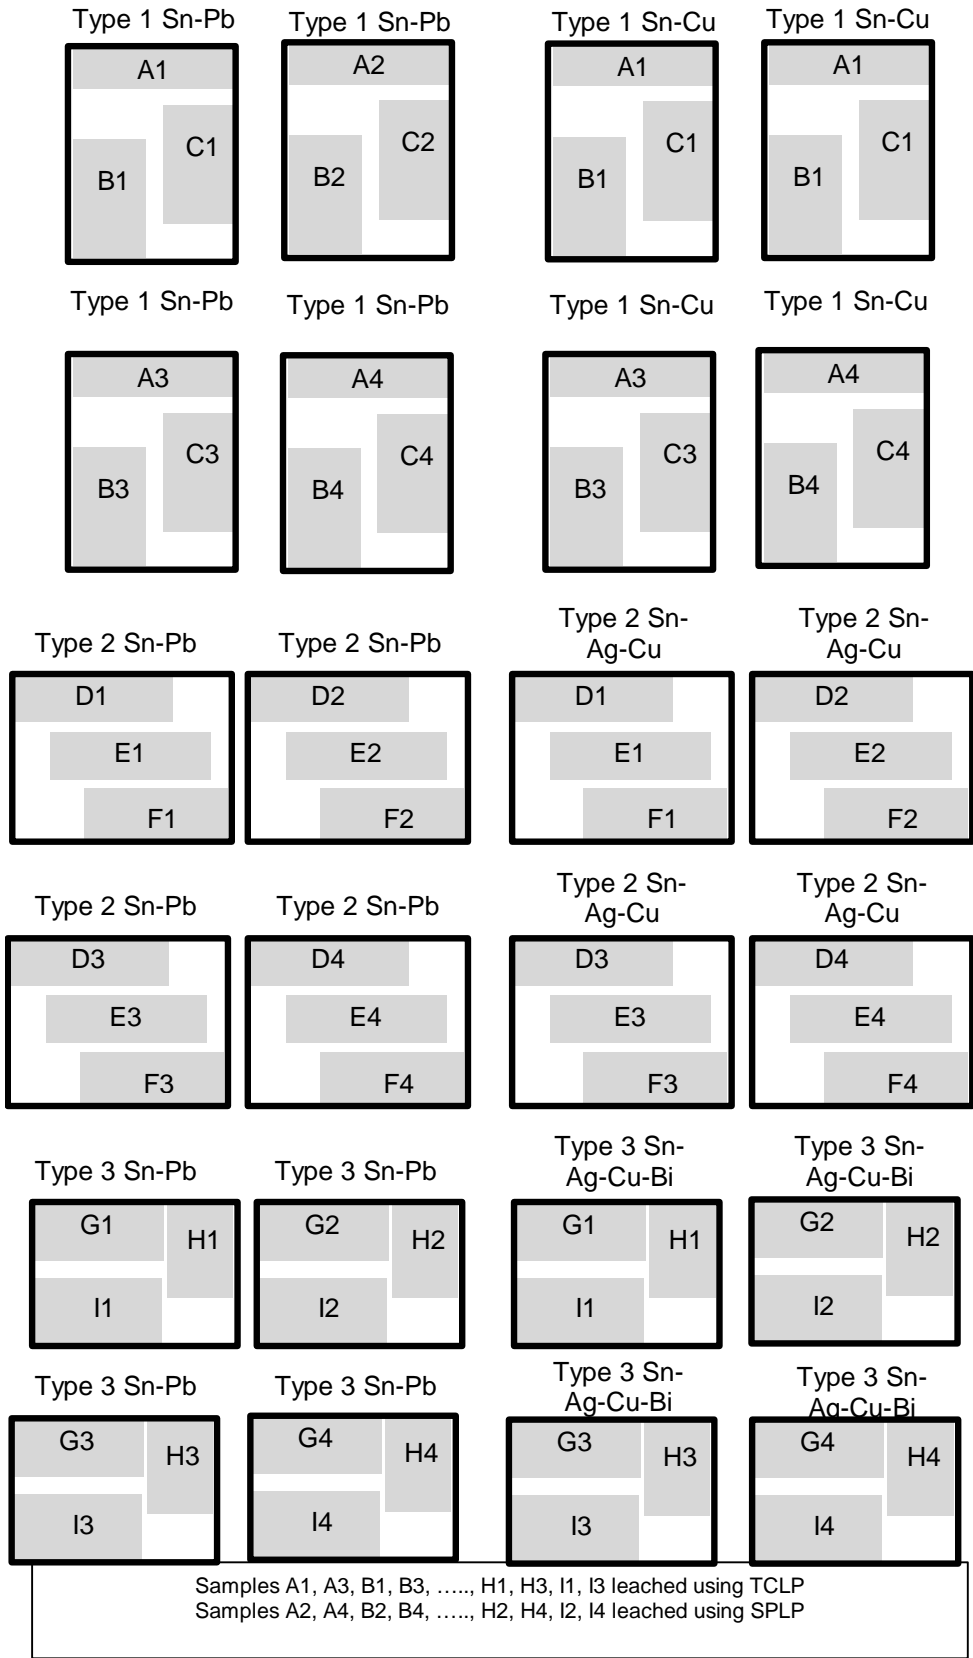 Type 1 Sn-Pb Type 1 Sn-Pb Type 1 Sn-Cu Type 1 Sn-Cu
A1 A2 A1 A1
C1 C2 C1 C1
B1 B2 B1 B1
Type 1 Sn-Pb Type 1 Sn-Pb Type 1 Sn-Cu Type 1 Sn-Cu
A3 A4 A3 A4
C3 C4 C3 C4
B3 B4 B3 B4
Type 2 Sn-Pb Type 2 Sn-Pb Type 2 Sn- Type 2 Sn-
Ag-Cu Ag-Cu
D1 D2 D1 D2
E1 E2 E1 E2
F1 F2 F1 F2
Type 2 Sn-Pb Type 2 Sn-Pb Type 2 Sn- Type 2 Sn-
Ag-Cu Ag-Cu
D3 D4 D3 D4
E3 E4 E3 E4
F3 F4 F3 F4
Type 3 Sn-Pb Type 3 Sn-Pb Type 3 Sn- Type 3 Sn-
Ag-Cu-Bi Ag-Cu-Bi
G1 G2 G1 G2
H1 H2 H1 H2
I1 I2 I1 I2
Type 3 Sn-Pb Type 3 Sn-Pb Type 3 Sn- Type 3 Sn-
Ag-Cu-Bi Ag-Cu-Bi
G3 G4 G3 G4
H3 H4 H3 H4
I3 I4 I3 I4
Samples A1, A3, B1, B3, ….., H1, H3, I1, I3 leached using TCLP
Samples A2, A4, B2, B4, ….., H2, H4, I2, I4 leached using SPLP